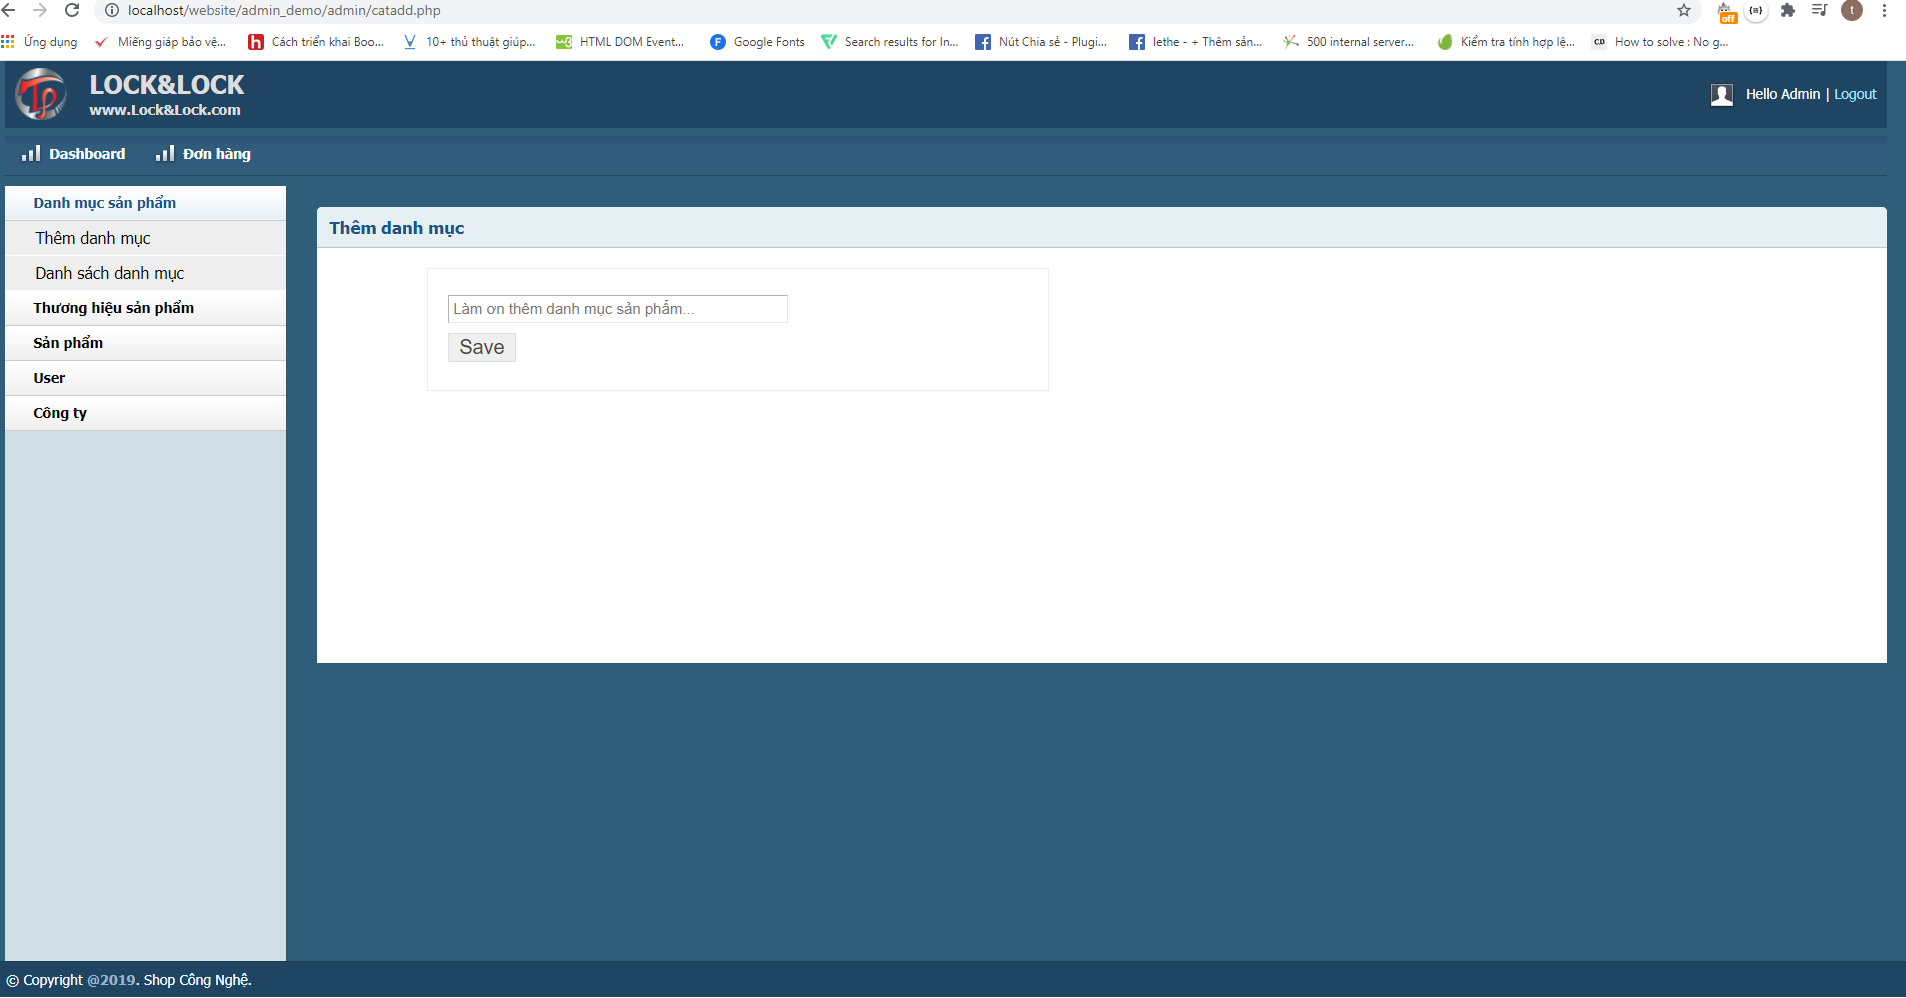 localhost/website/admin_demo/admin/catadd.php
off
t
Ứng dụng
Miếng giáp bảo vệ...
Cách triển khai Boo...
10+ thủ thuật giúp...
HTML DOM Event...
Google Fonts
Search results for In...
Nút Chia sẻ - Plugi...
lethe - + Thêm sản...
500 internal server...
Kiểm tra tính hợp lệ...
How to solve : No g...
LOCK&LOCK
www.Lock&Lock.com
Hello Admin | Logout
Dashboard
Đơn hàng
Danh mục sản phẩm
Thêm danh mục
Danh sách danh mục
Thương hiệu sản phẩm
Sản phẩm
User
Công ty
Thêm danh mục
Làm ơn thêm danh mục sản phẩm...
Save
© Copyright @2019. Shop Công Nghệ.